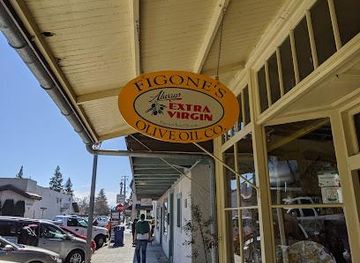 FIGONE'S
Always
EXTRA
VIRGIN
OLIVE OIL CO.